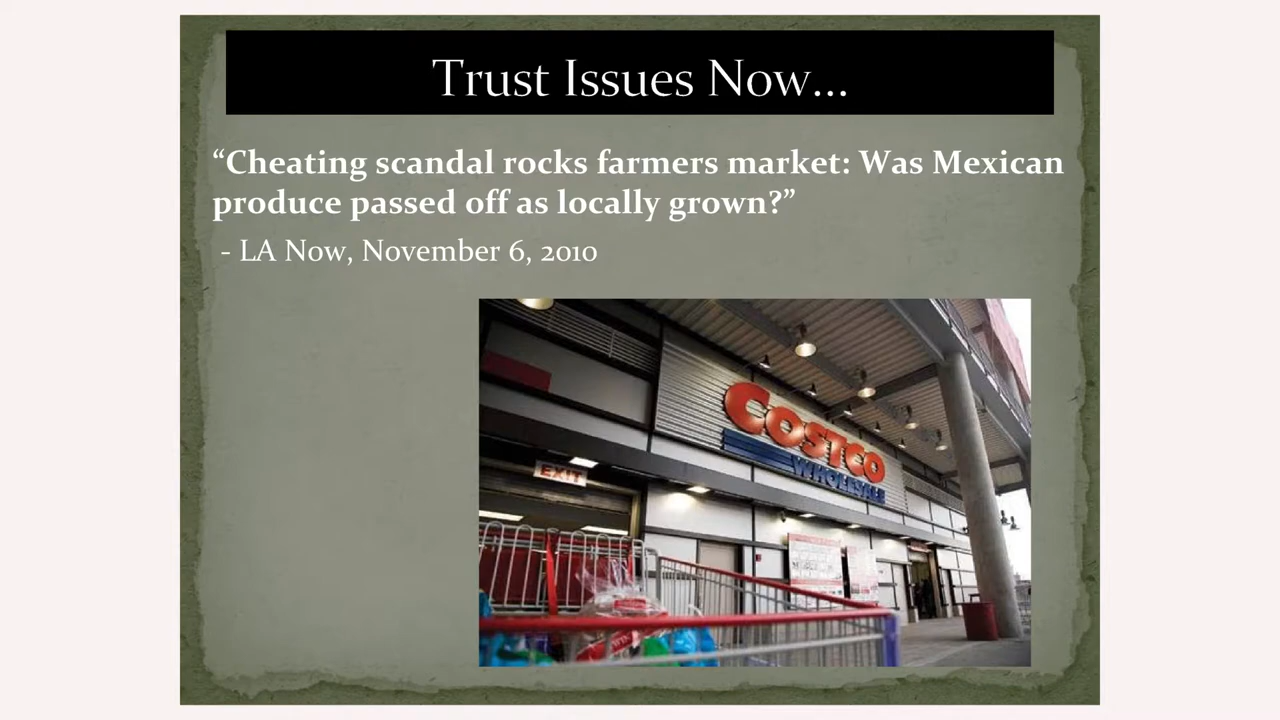 Trust Issues Now...
“Cheating scandal rocks farmers market: Was Mexican
produce passed off as locally grown?”
- LA Now, November 6, 2010
COSTCO
WHOLESALE
EXIT